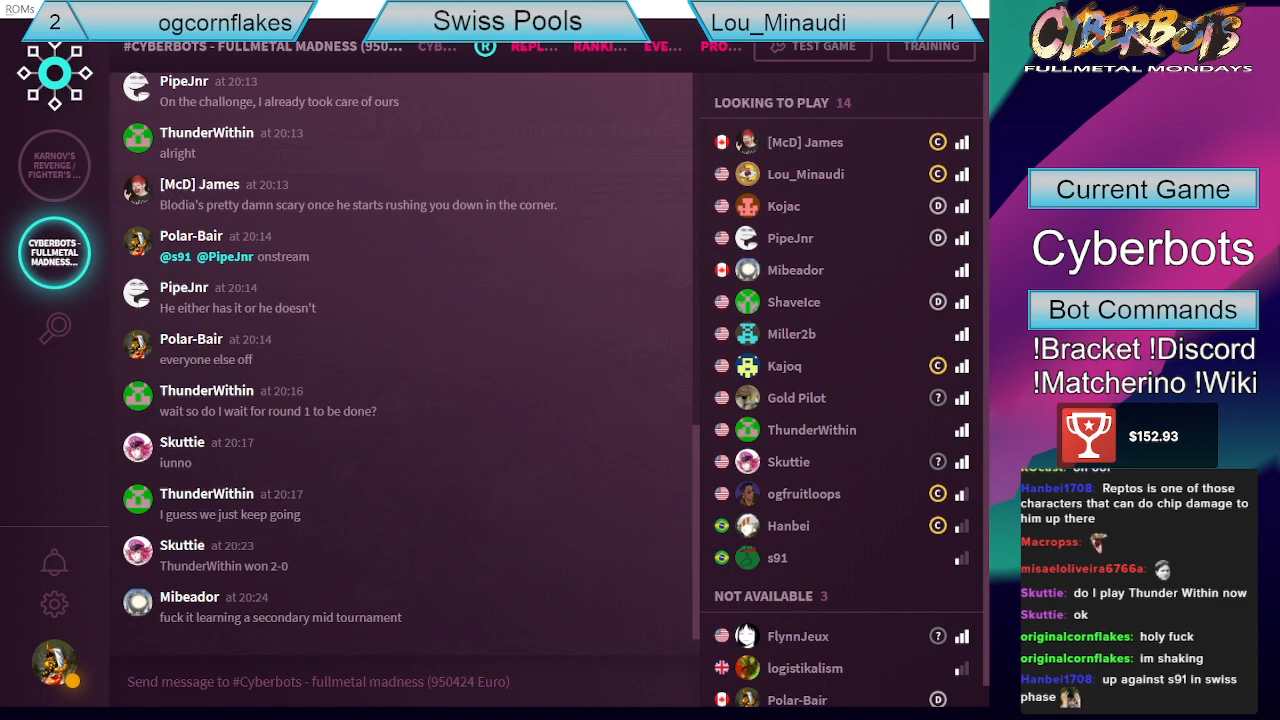 ROMs
2
ogcornflakes
Swiss Pools
Lou_Minaudi
1
CYBERBOTS
FULLMETAL MONDAYS
#CYBERBOTS - FULLMETAL MADNESS (950...
CYB...
R
REPL...
RANKI...
EVE...
PRO...
TEST GAME
TRAINING
KARNOV'S
REVENGE /
FIGHTER'S ...
CYBERBOTS -
FULLMETAL
MADNESS...
PipeJnr at 20:13
On the challonge, I already took care of ours
ThunderWithin at 20:13
alright
[McD] James at 20:13
Blodia's pretty damn scary once he starts rushing you down in the corner.
Polar-Bair at 20:14
@s91 @PipeJnr onstream
PipeJnr at 20:14
He either has it or he doesn't
Polar-Bair at 20:14
everyone else off
ThunderWithin at 20:16
wait so do I wait for round 1 to be done?
Skuttie at 20:17
iunno
ThunderWithin at 20:17
I guess we just keep going
Skuttie at 20:23
ThunderWithin won 2-0
Mibeador at 20:24
fuck it learning a secondary mid tournament
Send message to #Cyberbots - fullmetal madness (950424 Euro)
LOOKING TO PLAY 14
[McD] James C
Lou_Minaudi C
Kojac D
PipeJnr D
Mibeador
ShaveIce D
Miller2b
Kajoq C
Gold Pilot ?
ThunderWithin
Skuttie ?
ogfruitloops C
Hanbei C
s91
NOT AVAILABLE 3
FlynnJeux ?
logistikalism
Polar-Bair D
Current Game
Cyberbots
Bot Commands
!Bracket !Discord
!Matcherino !Wiki
$152.93
Hanbei1708: Reptos is one of those
characters that can do chip damage to
him up there
Macropss:
misaeloliveira6766a:
Skuttie: do I play Thunder Within now
Skuttie: ok
originalcornflakes: holy fuck
originalcornflakes: im shaking
Hanbei1708: up against s91 in swiss
phase